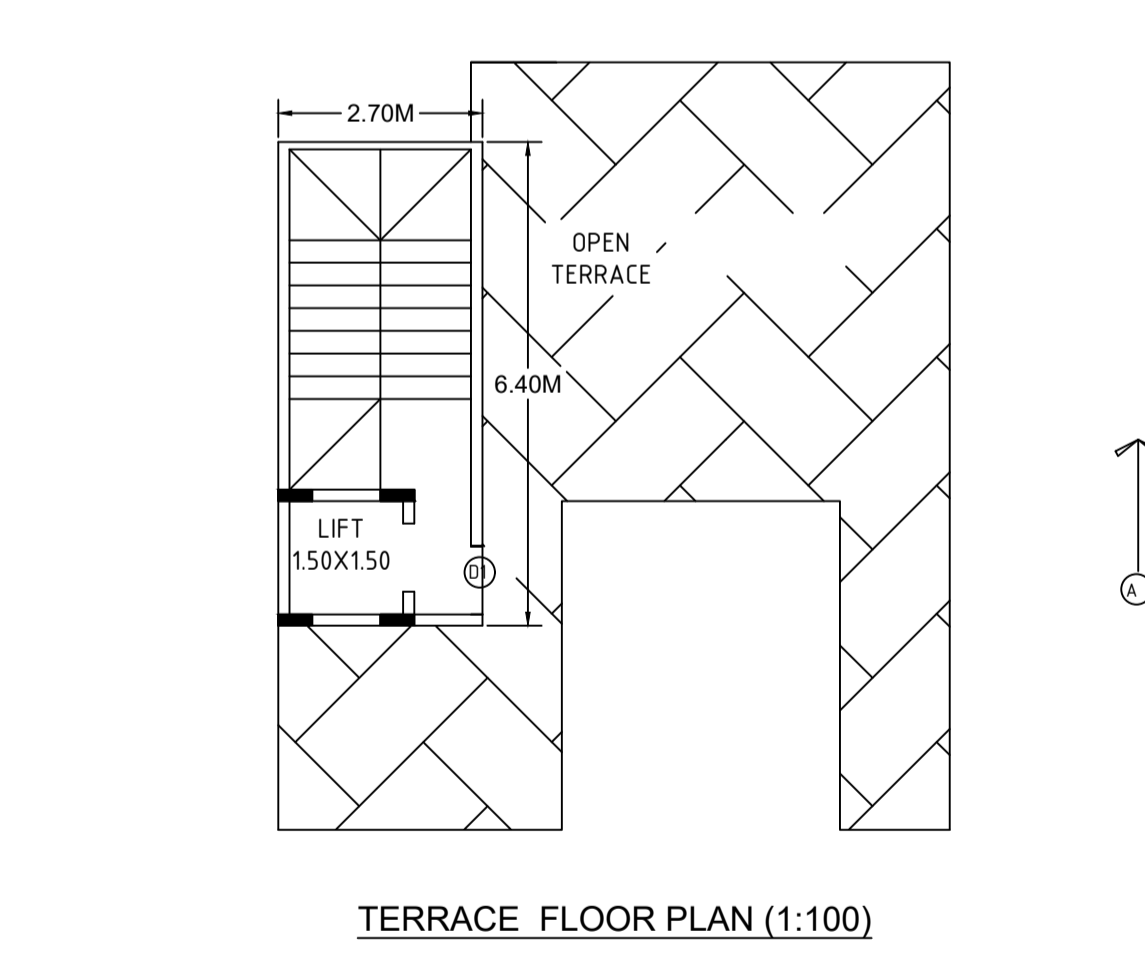 2.70M
OPEN
TERRACE
6.40M
LIFT
1.50X1.50
D1
A
TERRACE FLOOR PLAN (1:100)